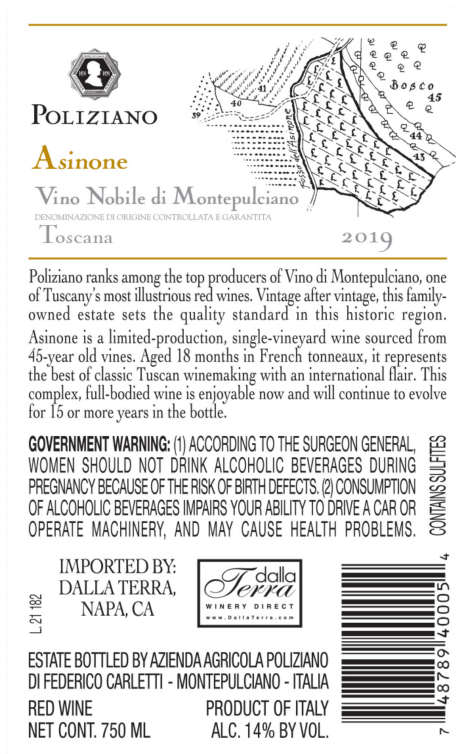 POLIZIANO
Asinone
Vino Nobile di Montepulciano
DENOMINAZIONE DI ORIGINE CONTROLLATA E GARANTITA
Toscana
2019
39
40
41
Bosco
45
44
43
Fosso dell'Asinone
Poliziano ranks among the top producers of Vino di Montepulciano, one
of Tuscany's most illustrious red wines. Vintage after vintage, this family-
owned estate sets the quality standard in this historic region.
Asinone is a limited-production, single-vineyard wine sourced from
45-year old vines. Aged 18 months in French tonneaux, it represents
the best of classic Tuscan winemaking with an international flair. This
complex, full-bodied wine is enjoyable now and will continue to evolve
for 15 or more years in the bottle.
GOVERNMENT WARNING: (1) ACCORDING TO THE SURGEON GENERAL,
WOMEN SHOULD NOT DRINK ALCOHOLIC BEVERAGES DURING
PREGNANCY BECAUSE OF THE RISK OF BIRTH DEFECTS. (2) CONSUMPTION
OF ALCOHOLIC BEVERAGES IMPAIRS YOUR ABILITY TO DRIVE A CAR OR
OPERATE MACHINERY, AND MAY CAUSE HEALTH PROBLEMS.
CONTAINS SULFITES
L. 21 182
IMPORTED BY:
DALLA TERRA,
NAPA, CA
dalla
Terra
WINERY DIRECT
www.DallaTerra.com
7 48789 40005 4
ESTATE BOTTLED BY AZIENDA AGRICOLA POLIZIANO
DI FEDERICO CARLETTI - MONTEPULCIANO - ITALIA
RED WINE
NET CONT. 750 ML
PRODUCT OF ITALY
ALC. 14% BY VOL.